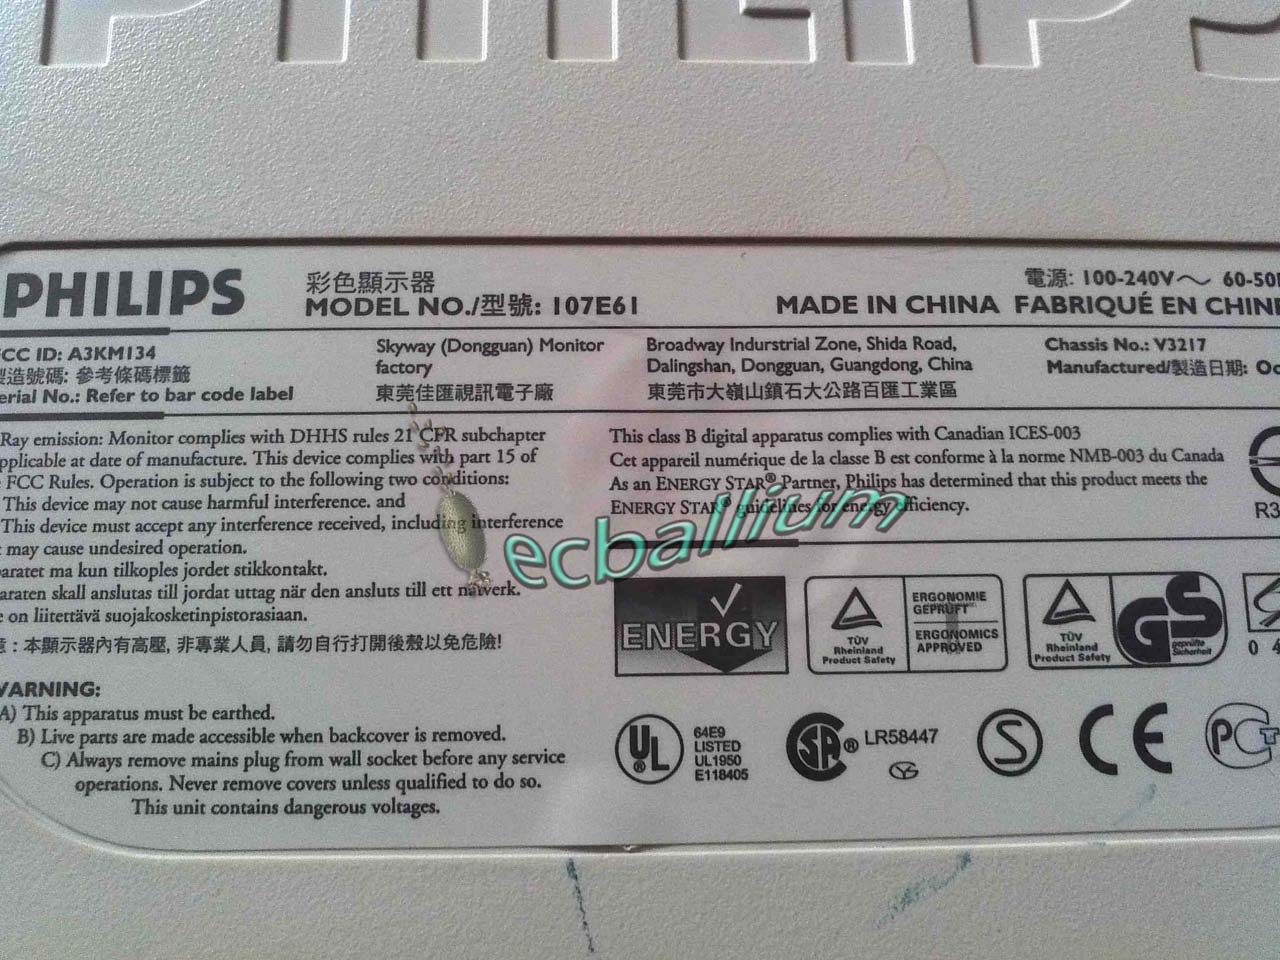 PHILIPS
PHILIPS
彩色顯示器
MODEL NO./型號: 107E61
電源: 100-240V～ 60-50
MADE IN CHINA FABRIQUÉ EN CHIN
CC ID: A3KM134
造號碼: 參考條碼標籤
erial No.: Refer to bar code label
Skyway (Dongguan) Monitor
factory
東莞佳匯視訊電子廠
Broadway Indurstrial Zone, Shida Road,
Dalingshan, Dongguan, Guangdong, China
東莞市大嶺山鎮石大公路百匯工業區
Chassis No.: V3217
Manufactured/製造日期: Oc
Ray emission: Monitor complies with DHHS rules 21 CFR subchapter
pplicable at date of manufacture. This device complies with part 15 of
FCC Rules. Operation is subject to the following two conditions:
This device may not cause harmful interference. and
This device must accept any interference received, including interference
may cause undesired operation.
aratet ma kun tilkoples jordet stikkontakt.
araten skall anslutas till jordat uttag när den ansluts till ett nätverk.
e on liitettävä suojakosketinpistorasiaan.
: 本顯示器內有高壓, 非專業人員, 請勿自行打開後殼以免危險!
WARNING:
A) This apparatus must be earthed.
B) Live parts are made accessible when backcover is removed.
C) Always remove mains plug from wall socket before any service
operations. Never remove covers unless qualified to do so.
This unit contains dangerous voltages.
This class B digital apparatus complies with Canadian ICES-003
Cet appareil numérique de la classe B est conforme à la norme NMB-003 du Canada
As an ENERGY STAR® Partner, Philips has determined that this product meets the
ENERGY STAR® guidelines for energy efficiency.
R3
ecballium
ENERGY
TÜV
Rheinland
Product Safety
ERGONOMIE
GEPRÜFT
ERGONOMICS
APPROVED
TÜV
Rheinland
Product Safety
GS
geprüfte
Sicherheit
0 4
UL
®
64E9
LISTED
UL1950
E118405
SA ® LR58447
S
CE
PCT